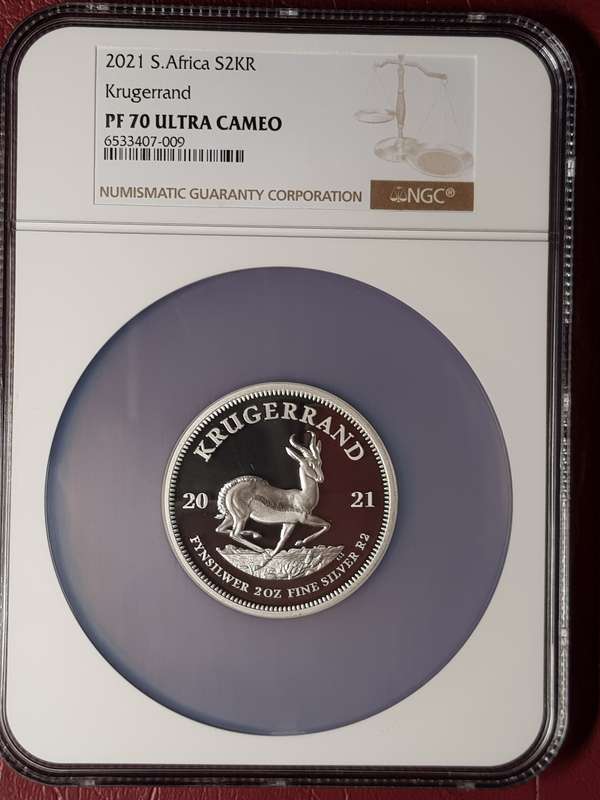 2021 S.Africa S2KR
Krugerrand
PF 70 ULTRA CAMEO
6533407-009
NUMISMATIC GUARANTY CORPORATION
NGC®
KRUGERRAND
20 21
FYNSILWER 2OZ FINE SILVER R2